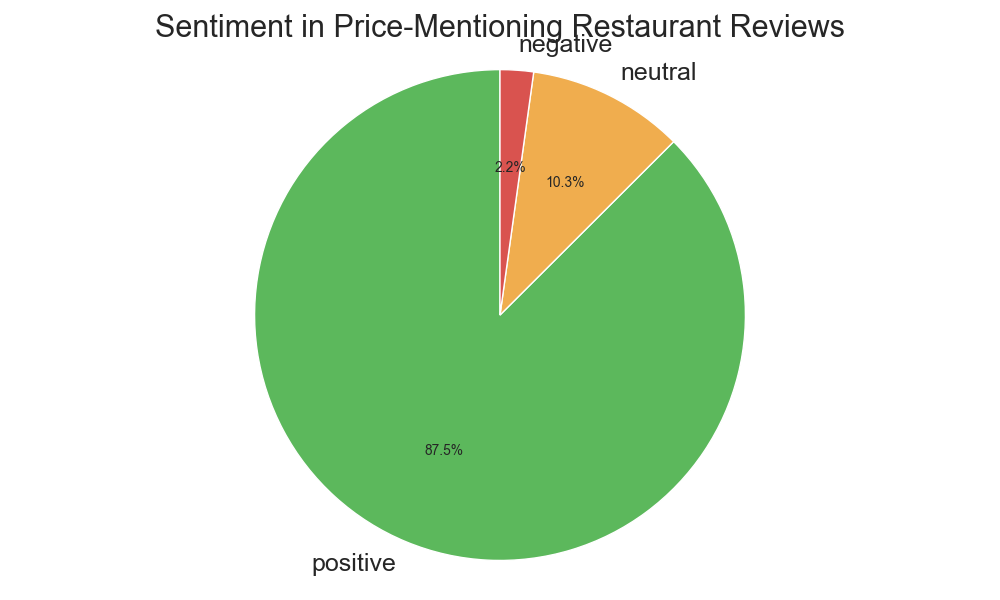 Sentiment in Price-Mentioning Restaurant Reviews
negative
neutral
2.2%
10.3%
87.5%
positive